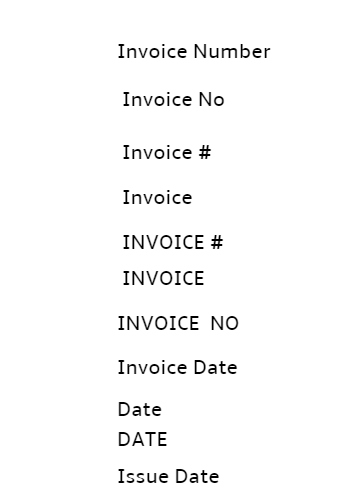 Invoice Number
Invoice No
Invoice #
Invoice
INVOICE #
INVOICE
INVOICE  NO
Invoice Date
Date
DATE
Issue Date